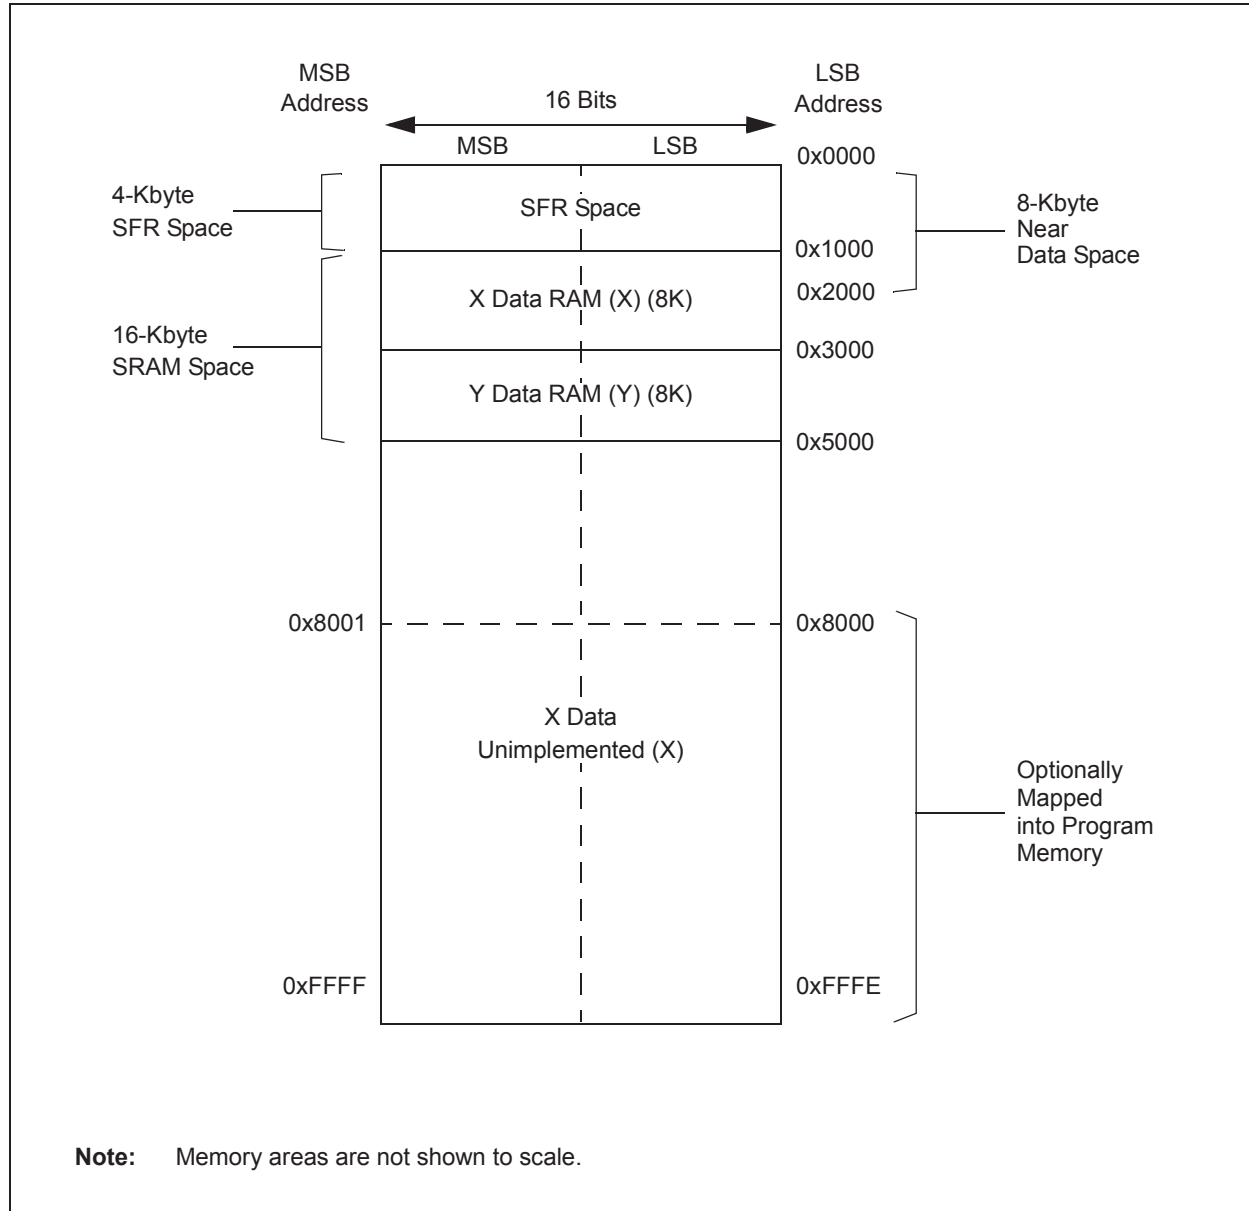 MSB
Address
LSB
Address
16 Bits
MSB
LSB
0x0000
4-Kbyte
SFR Space
SFR Space
8-Kbyte
Near
Data Space
0x1000
X Data RAM (X) (8K)
0x2000
16-Kbyte
SRAM Space
0x3000
Y Data RAM (Y) (8K)
0x5000
0x8001
0x8000
X Data
Unimplemented (X)
Optionally
Mapped
into Program
Memory
0xFFFF
0xFFFE
Note: Memory areas are not shown to scale.